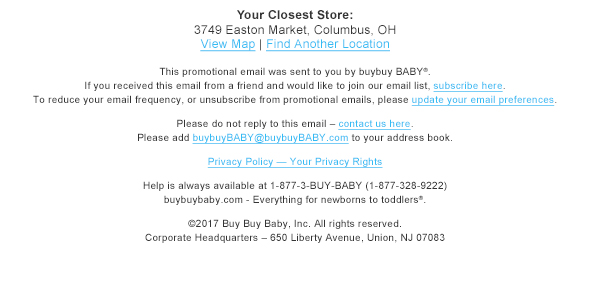 Your Closest Store:
3749 Easton Market, Columbus, OH
View Map | Find Another Location
This promotional email was sent to you by buybuy BABY®.
If you received this email from a friend and would like to join our email list, subscribe here.
To reduce your email frequency, or unsubscribe from promotional emails, please update your email preferences.
Please do not reply to this email – contact us here.
Please add buybuyBABY@buybuyBABY.com to your address book.
Privacy Policy — Your Privacy Rights
Help is always available at 1-877-3-BUY-BABY (1-877-328-9222)
buybuybaby.com - Everything for newborns to toddlers®.
©2017 Buy Buy Baby, Inc. All rights reserved.
Corporate Headquarters – 650 Liberty Avenue, Union, NJ 07083